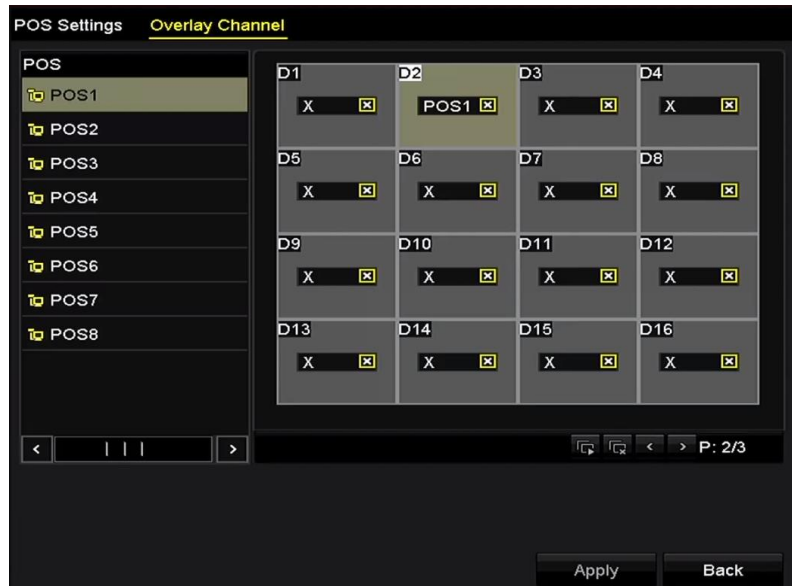 POS Settings Overlay Channel
POS
POS1
POS2
POS3
POS4
POS5
POS6
POS7
POS8
D1 D2 D3 D4
X POS1 X X
D5 D6 D7 D8
X X X X
D9 D10 D11 D12
X X X X
D13 D14 D15 D16
X X X X
P: 2/3
Apply Back